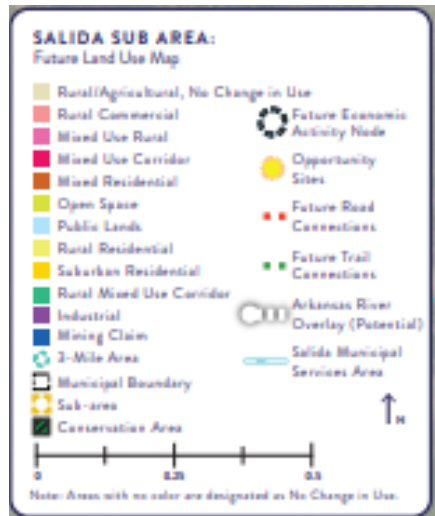 SALIDA SUB AREA:
Future Land Use Map
Rural/Agricultural, No Change in Use
Rural Commercial
Mixed Use Rural
Mixed Use Corridor
Mixed Residential
Open Space
Public Lands
Rural Residential
Suburban Residential
Rural Mixed Use Corridor
Industrial
Mining Claim
3-Mile Area
Municipal Boundary
Sub-area
Conservation Area
Future Economic
Activity Node
Opportunity
Sites
Future Road
Connections
Future Trail
Connections
Arkansas River
Overlay (Potential)
Salida Municipal
Services Area
N
0 0.25 0.5
Note: Areas with no color are designated as No Change in Use.